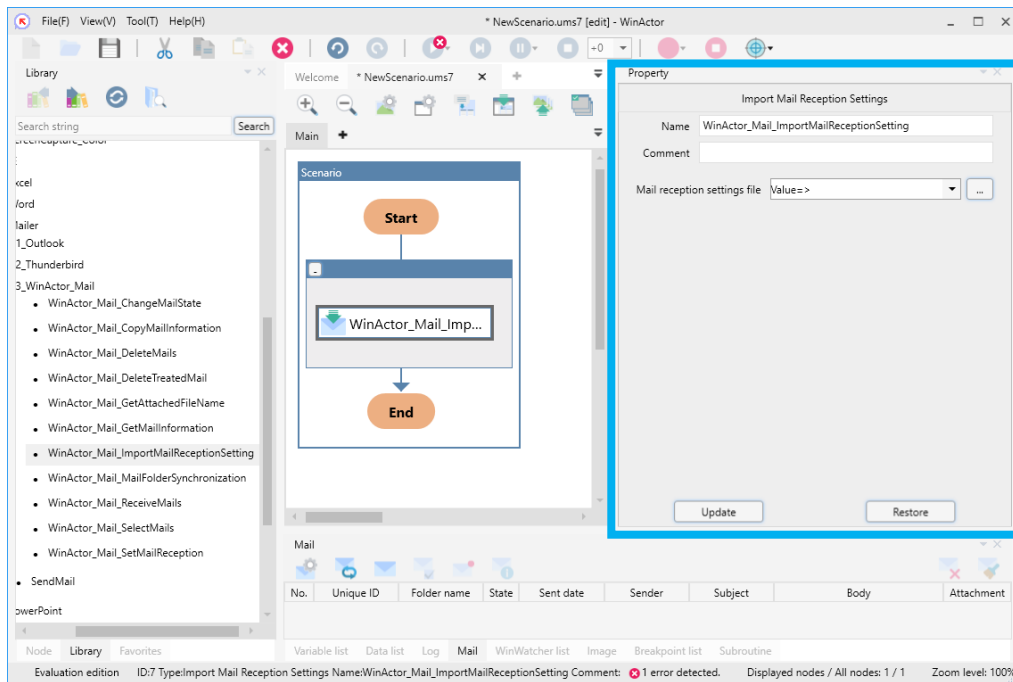 File(F) View(V) Tool(T) Help(H) * NewScenario.ums7 [edit] - WinActor
+0
Library
Search string Search
xcel
1_Outlook
2_Thunderbird
3_WinActor_Mail
WinActor_Mail_ChangeMailState
WinActor_Mail_CopyMailInformation
WinActor_Mail_DeleteMails
WinActor_Mail_DeleteTreatedMail
WinActor_Mail_GetAttachedFileName
WinActor_Mail_GetMailInformation
WinActor_Mail_ImportMailReceptionSetting
WinActor_Mail_MailFolderSynchronization
WinActor_Mail_ReceiveMails
WinActor_Mail_SelectMails
WinActor_Mail_SetMailReception
SendMail
owerPoint
Node Library Favorites
Welcome * NewScenario.ums7
Main
Scenario
Start
WinActor_Mail_Imp...
End
Property
Import Mail Reception Settings
Name WinActor_Mail_ImportMailReceptionSetting
Comment
Mail reception settings file Value=> ...
Update Restore
Mail
No. Unique ID Folder name State Sent date Sender Subject Body Attachment
Variable list Data list Log Mail WinWatcher list Image Breakpoint list Subroutine
Evaluation edition ID:7 Type:Import Mail Reception Settings Name:WinActor_Mail_ImportMailReceptionSetting Comment: 1 error detected. Displayed nodes / All nodes: 1 / 1 Zoom level: 100%